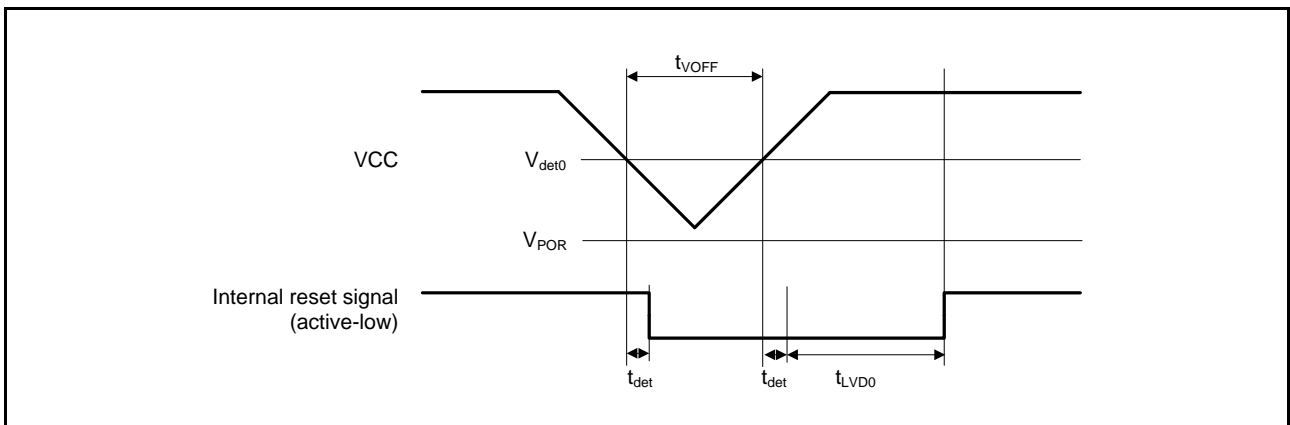 tVOFF
VCC
Vdet0
VPOR
Internal reset signal
(active-low)
tdet
tdet
tLVD0